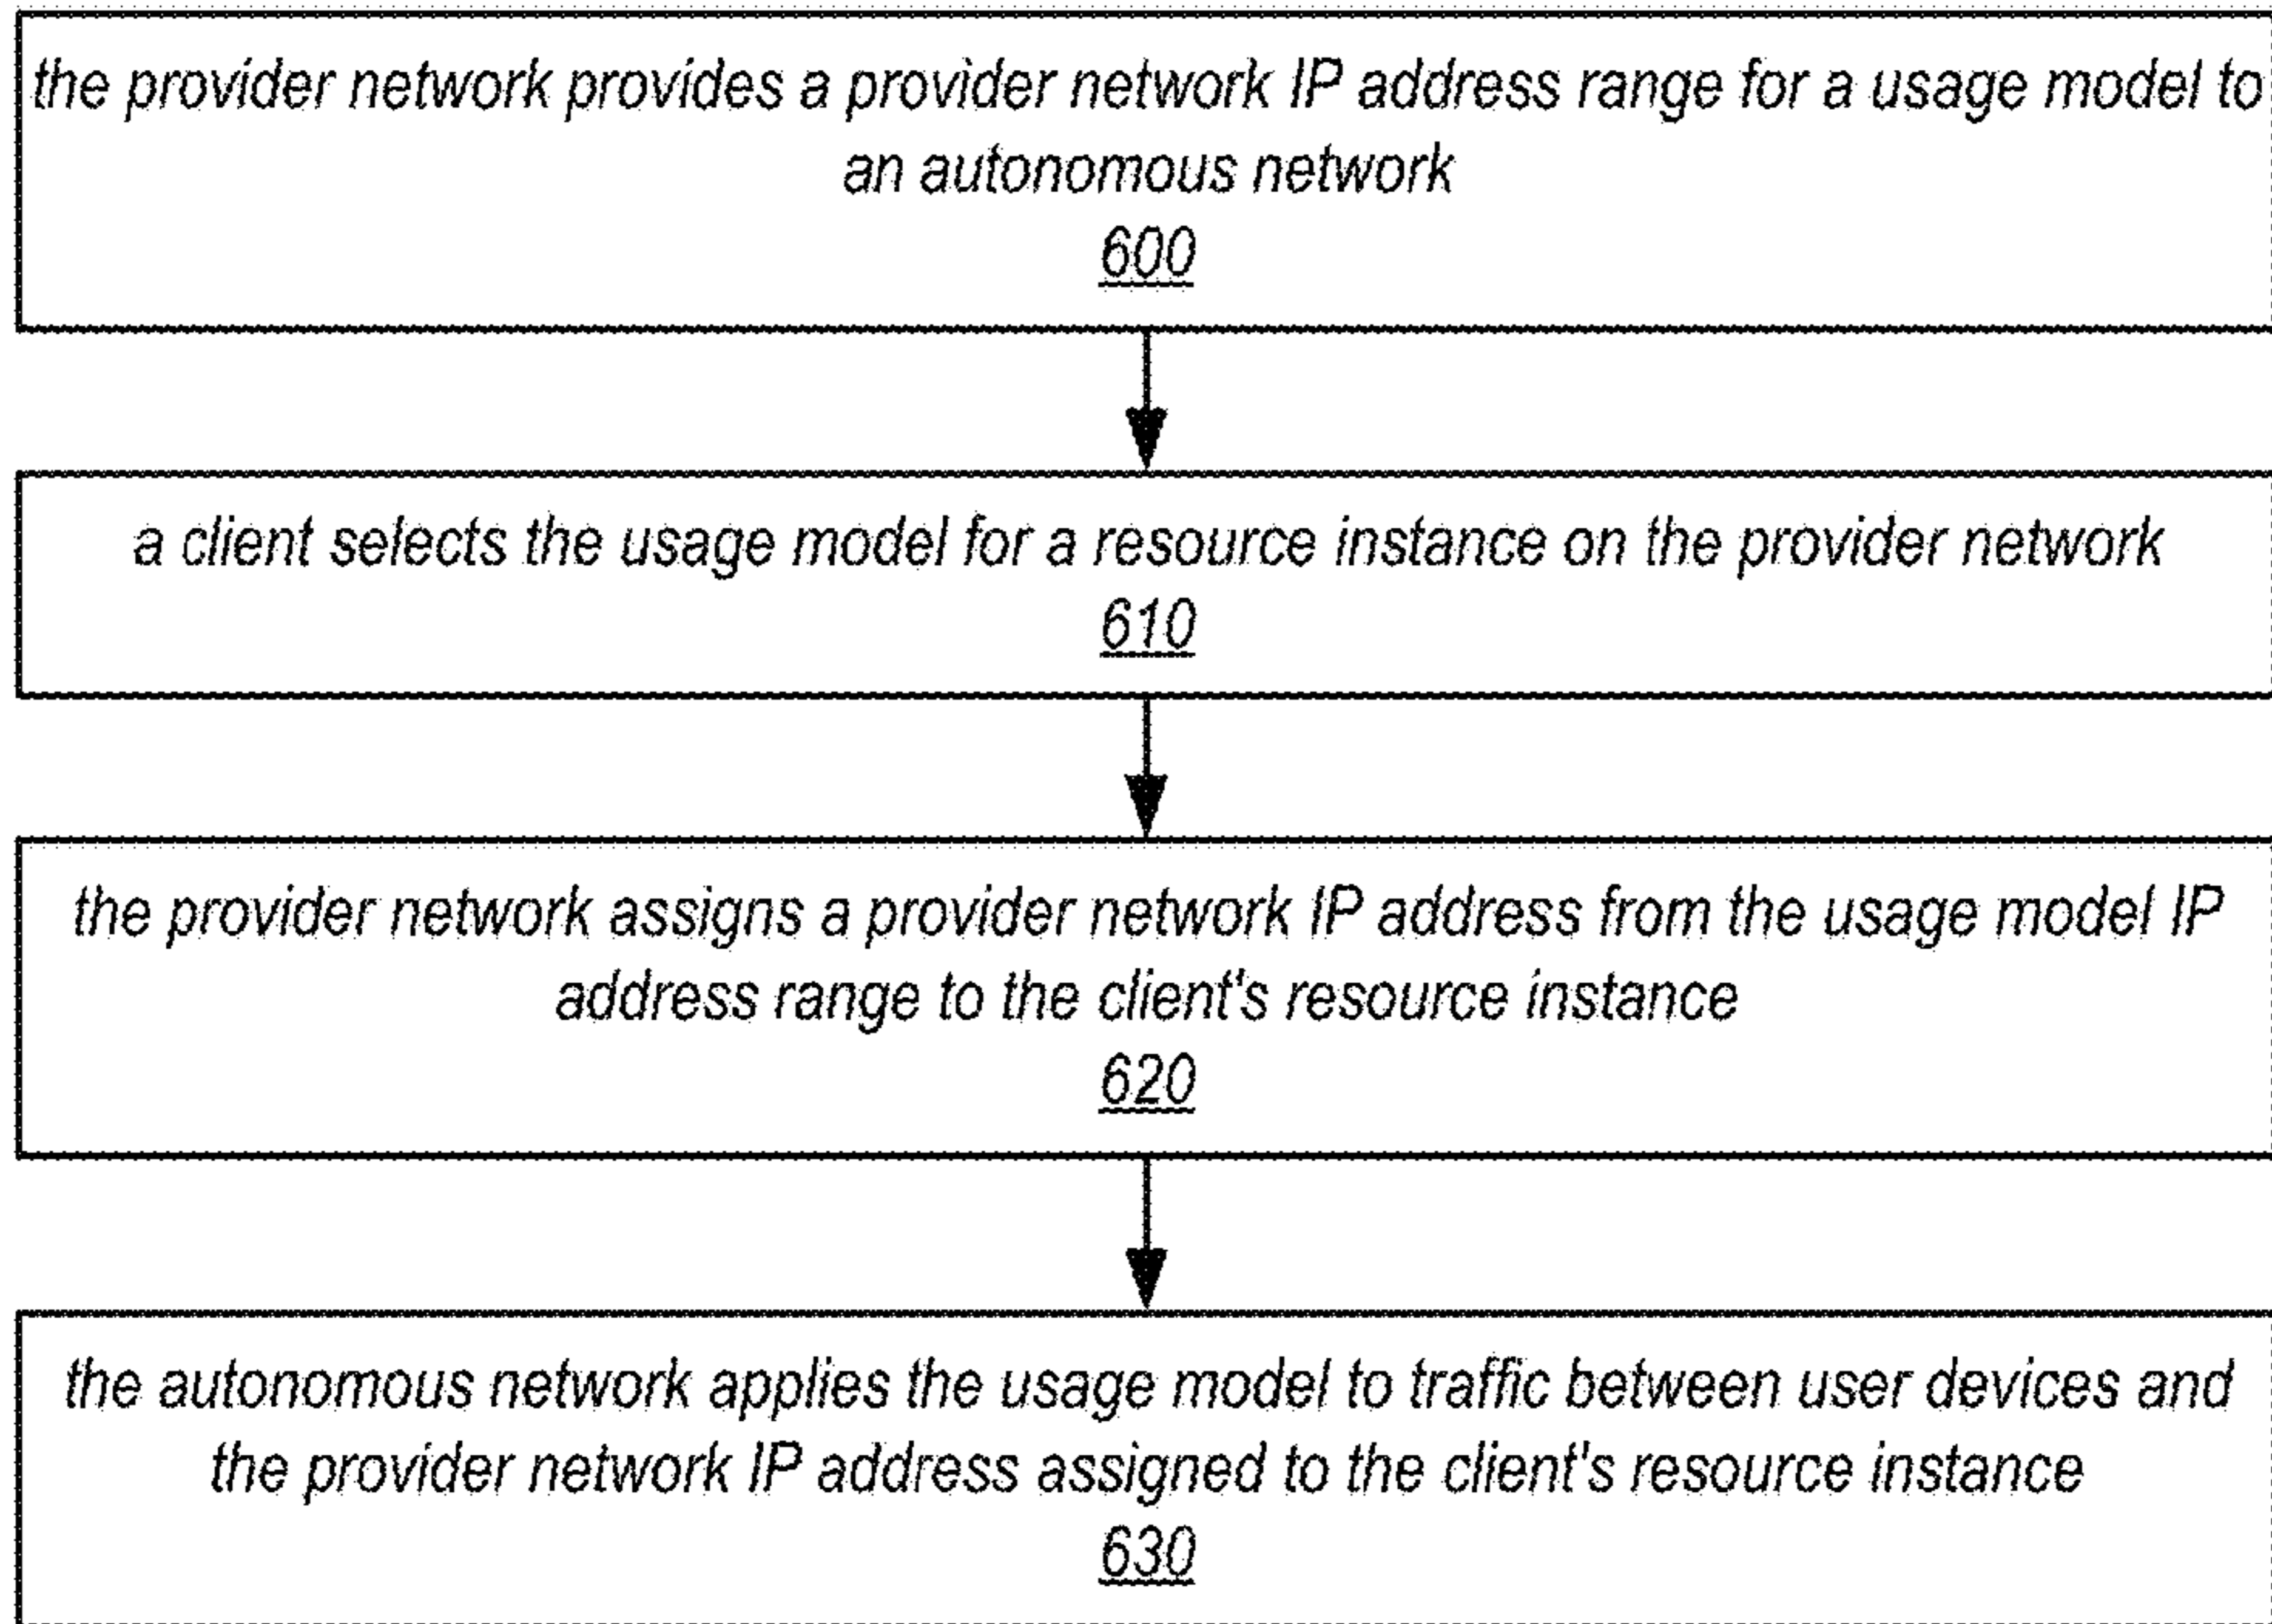 the provider network provides a provider network IP address range for a usage model to
an autonomous network
600
a client selects the usage model for a resource instance on the provider network
610
the provider network assigns a provider network IP address from the usage model IP
address range to the client's resource instance
620
the autonomous network applies the usage model to traffic between user devices and
the provider network IP address assigned to the client's resource instance
630